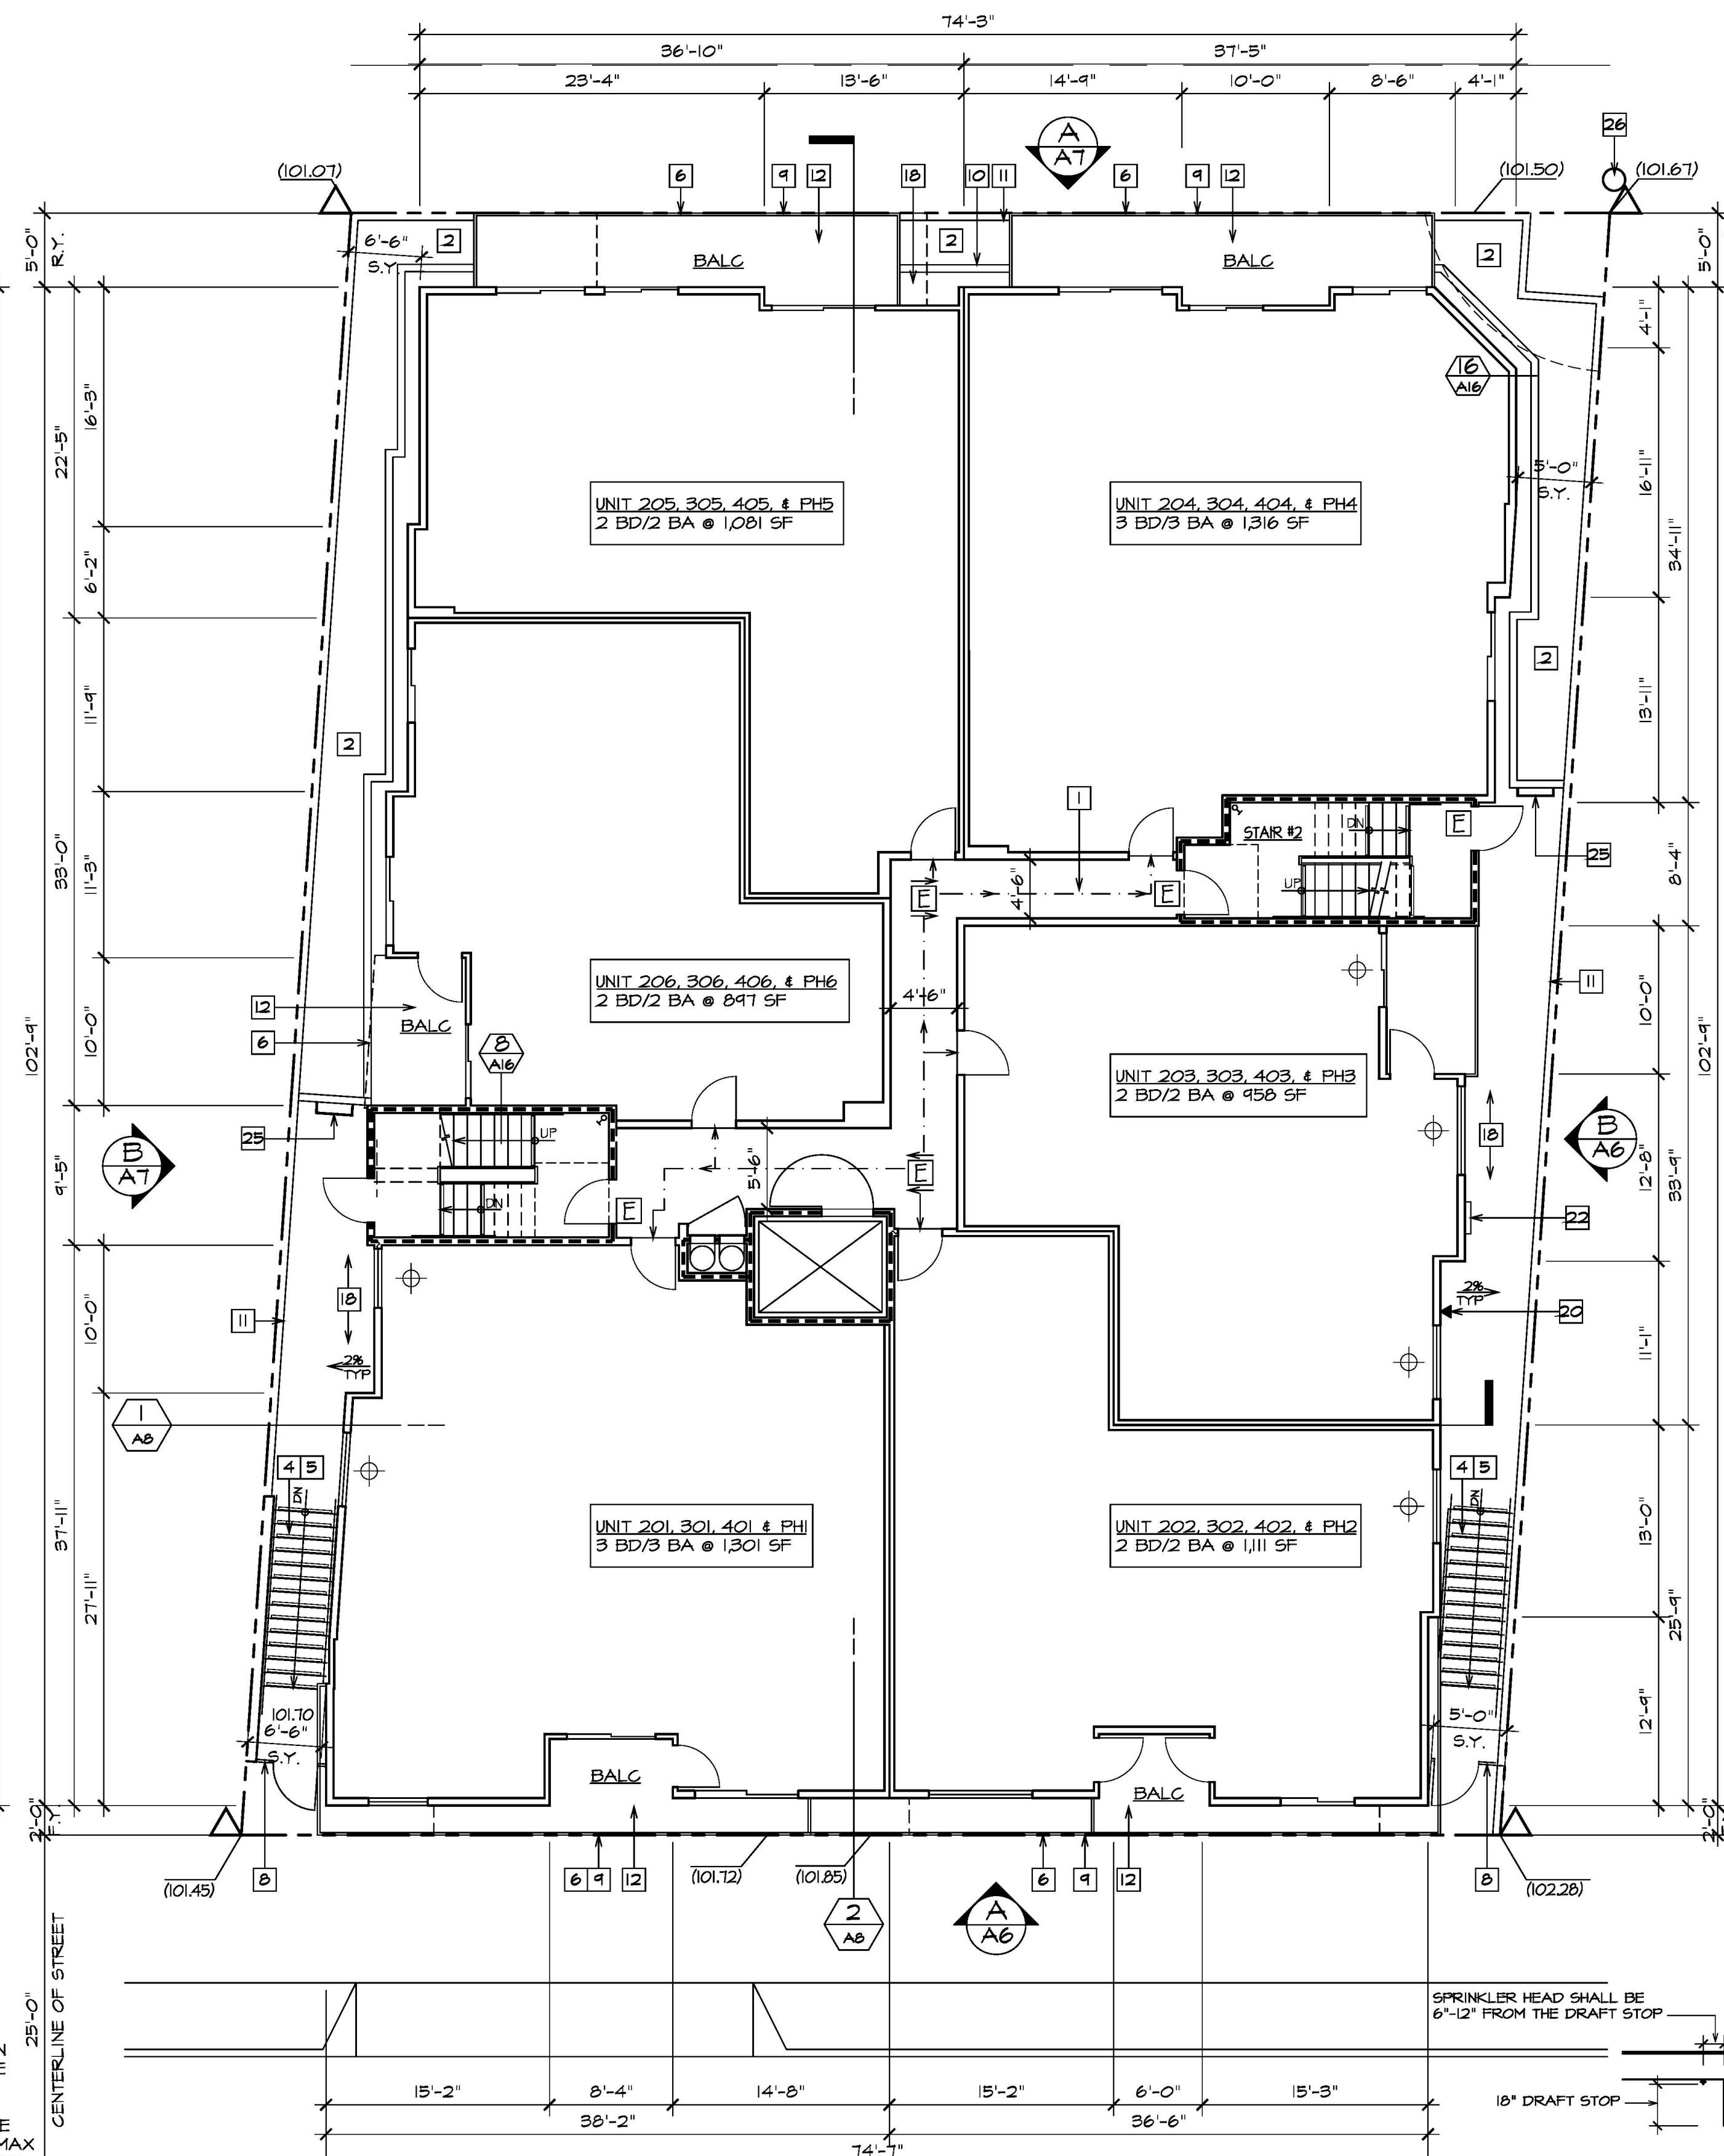 74'-3"
36'-10"
37'-5"
23'-4"
13'-6"
14'-9"
10'-0"
8'-6"
4'-1"
A
A7
26
(101.07)
6
9
12
18
10
11
6
9
12
(101.50)
(101.67)
5'-0"
R.Y.
6'-6"
S.Y.
2
BALC
2
BALC
2
5'-0"
4'-1"
16
A16
16'-3"
22'-5"
5'-0"
S.Y.
16'-11"
34'-11"
UNIT 205, 305, 405, & PH5
2 BD/2 BA @ 1,081 SF
UNIT 204, 304, 404, & PH4
3 BD/3 BA @ 1,316 SF
6'-2"
2
13'-11"
11'-9"
2
1
STAIR #2
DN
E
25
8'-4"
33'-0"
11'-3"
UP
E
4'-6"
E
UNIT 206, 306, 406, & PH6
2 BD/2 BA @ 897 SF
4'-6"
11
10'-0"
12
BALC
6
8
A16
10'-0"
102'-9"
102'-9"
UNIT 203, 303, 403, & PH3
2 BD/2 BA @ 958 SF
25
UP
18
B
A7
B
A6
9'-5"
5'-6"
E
12'-8"
33'-9"
DN
E
22
18
10'-0"
11
2%
TYP
2%
TYP
20
11'-1"
1
A8
4 5
DN
4 5
DN
37'-11"
27'-11"
UNIT 201, 301, 401 & PH1
3 BD/3 BA @ 1,301 SF
UNIT 202, 302, 402, & PH2
2 BD/2 BA @ 1,111 SF
13'-0"
25'-9"
101.70
6'-6"
S.Y.
5'-0"
S.Y.
12'-9"
BALC
BALC
2'-0"
F.Y.
2'-0"
(101.45)
8
6 9
12
(101.72)
(101.85)
6
9
12
8
(102.28)
2
A8
A
A6
25'-0"
CENTERLINE OF STREET
SPRINKLER HEAD SHALL BE
6"-12" FROM THE DRAFT STOP
18" DRAFT STOP
15'-2"
8'-4"
14'-8"
15'-2"
6'-0"
15'-3"
38'-2"
36'-6"
74'-7"
MAX